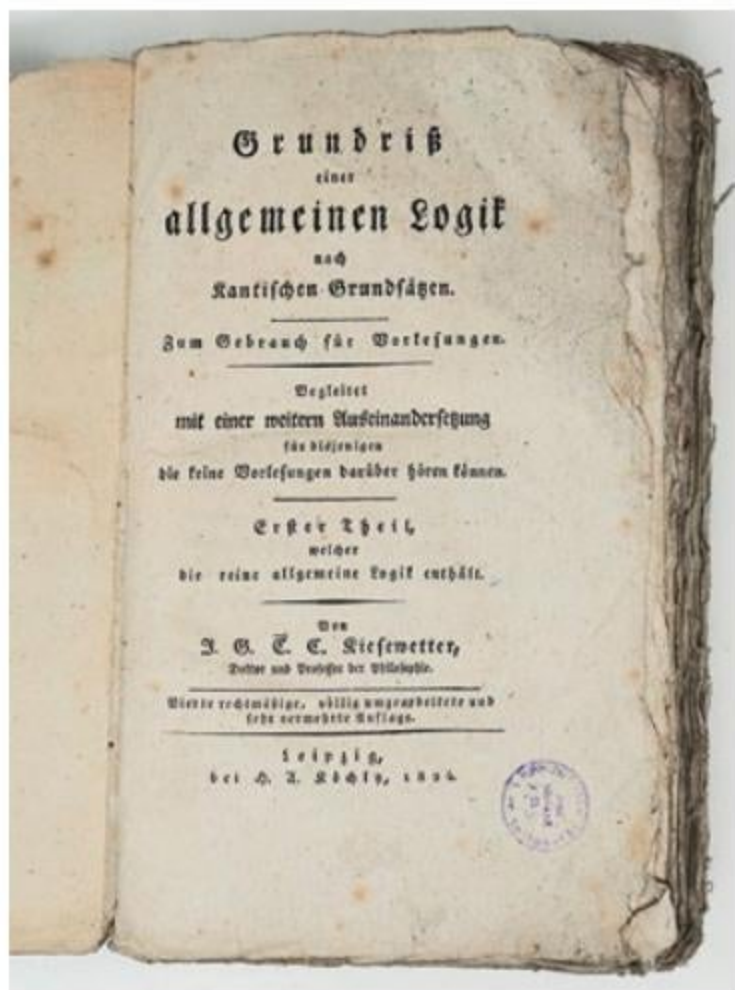 Grundriß
einer
allgemeinen Logik
nach
Kantischen Grundsätzen.
Zum Gebrauch für Vorlesungen.
Begleitet
mit einer weitern Auseinandersetzung
für diejenigen
die keine Vorlesungen darüber hören können.
Erster Theil,
welcher
die reine allgemeine Logik enthält.
Von
J. G. C. C. Kiesewetter,
Doktor und Professor der Philosophie.
Vierte rechtmäßige, völlig umgearbeitete und
sehr vermehrte Auflage.
Leipzig,
bei H. A. Köchly,